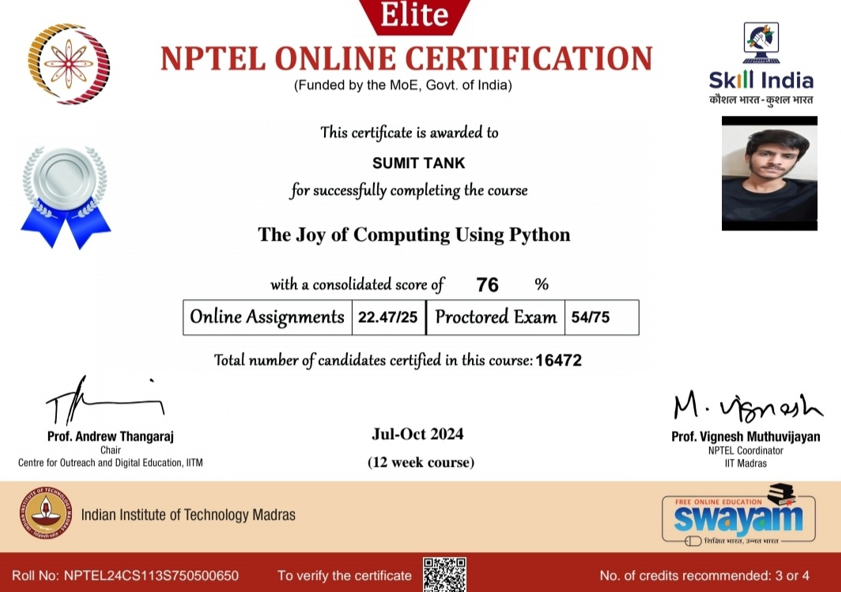 Elite
NPTEL ONLINE CERTIFICATION
(Funded by the MoE, Govt. of India)
Skill India
कौशल भारत - कुशल भारत
This certificate is awarded to
SUMIT TANK
for successfully completing the course
The Joy of Computing Using Python
with a consolidated score of 76 %
Online Assignments 22.47/25 Proctored Exam 54/75
Total number of candidates certified in this course: 16472
M. Vignesh
Prof. Andrew Thangaraj
Chair
Centre for Outreach and Digital Education, IITM
Jul-Oct 2024
(12 week course)
Prof. Vignesh Muthuvijayan
NPTEL Coordinator
IIT Madras
Indian Institute of Technology Madras
FREE ONLINE EDUCATION
swayam
शिक्षित भारत, उन्नत भारत
Roll No: NPTEL24CS113S750500650
To verify the certificate
No. of credits recommended: 3 or 4